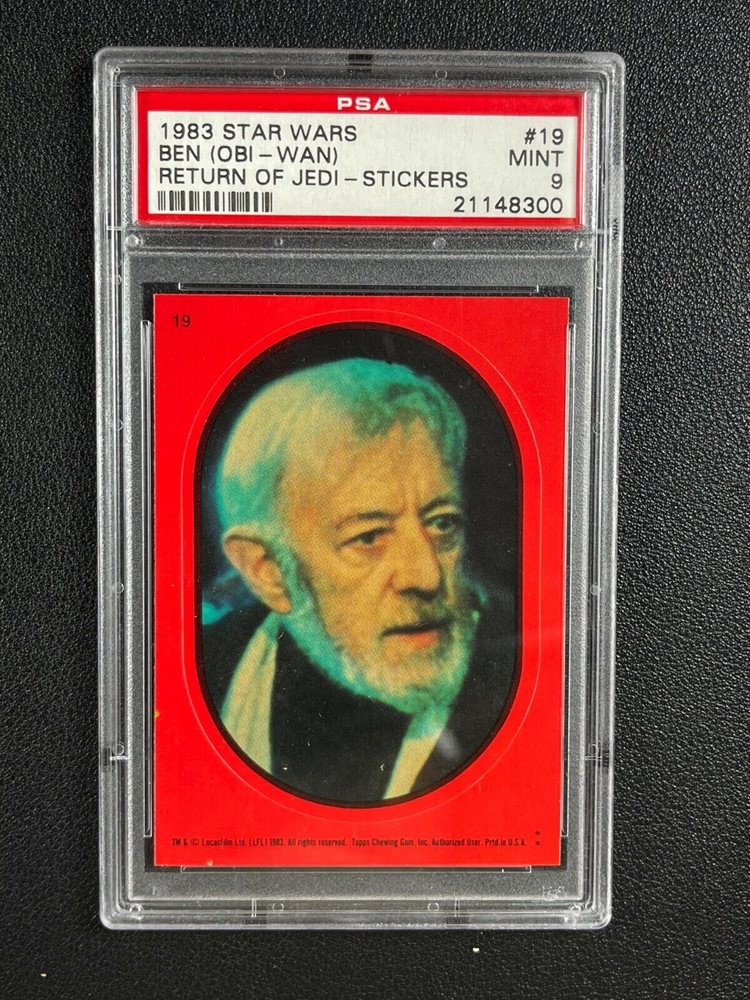 PSA
1983 STAR WARS #19
BEN (OBI-WAN) MINT
RETURN OF JEDI-STICKERS 9
21148300
19
TM & © Lucasfilm Ltd. (LFL) 1983. All rights reserved. Topps Chewing Gum, Inc. Authorized User. Prtd. in U.S.A. **